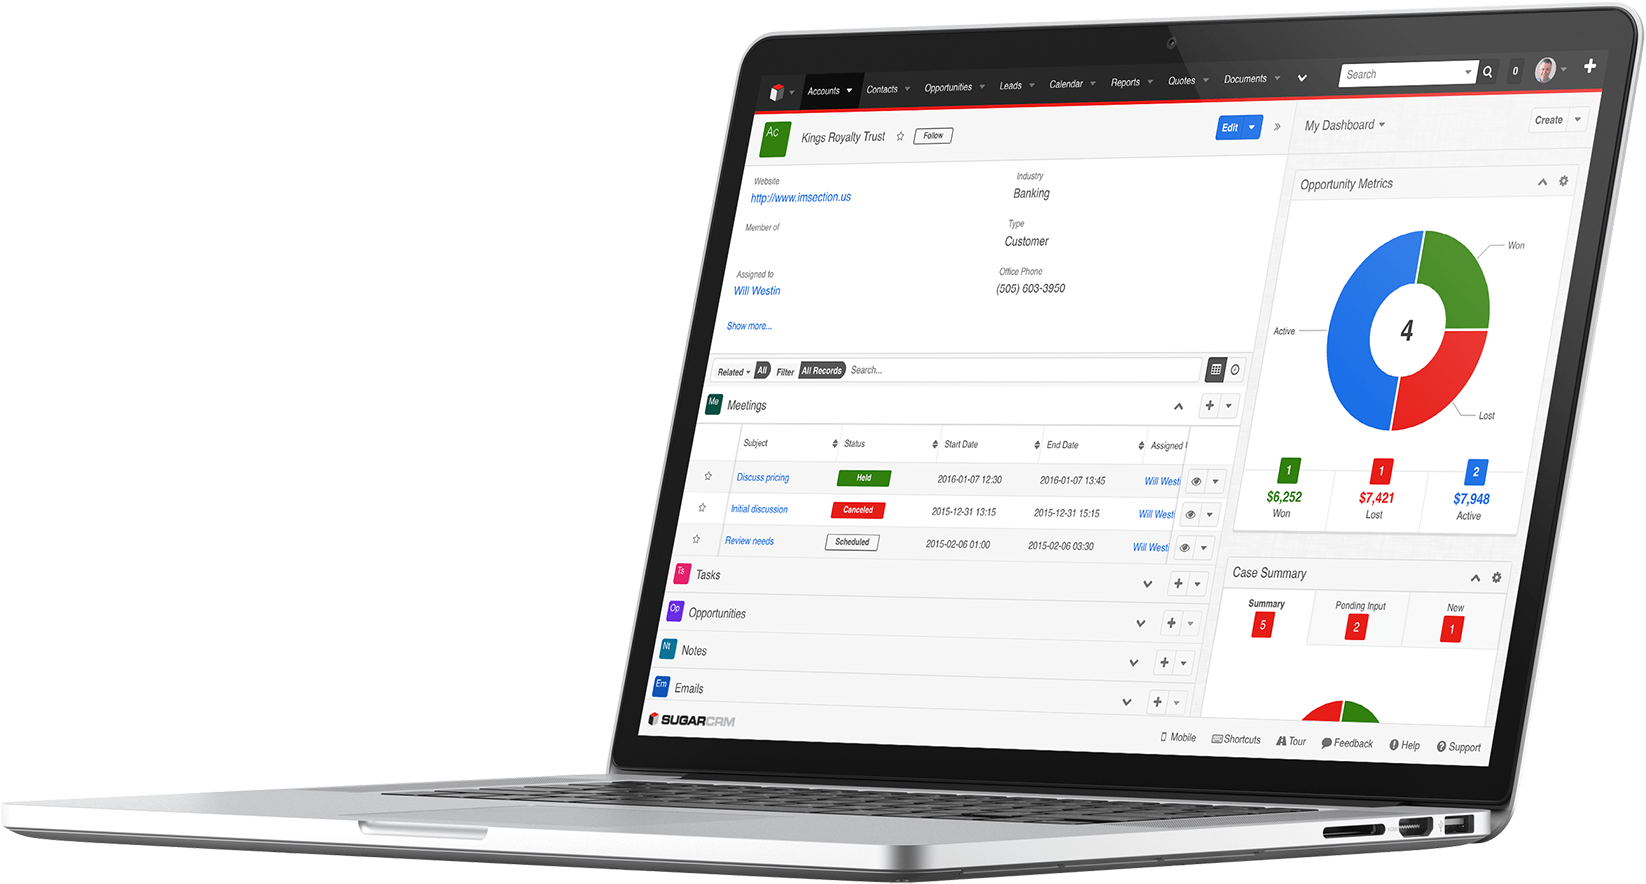 Accounts Contacts Opportunities Leads Calendar Reports Quotes Documents Search 0
Ac Kings Royalty Trust Follow Edit
Website
http://www.imsection.us
Industry
Banking
Member of
Type
Customer
Assigned to
Will Westin
Office Phone
(505) 603-3950
Show more...
Related All Filter All Records Search...
Me Meetings
Subject Status Start Date End Date Assigned
Discuss pricing Held 2016-01-07 12:30 2016-01-07 13:45 Will Westi
Initial discussion Canceled 2015-12-31 13:15 2015-12-31 15:15 Will Westi
Review needs Scheduled 2015-02-06 01:00 2015-02-06 03:30 Will Westi
Ts Tasks
Op Opportunities
Nt Notes
Em Emails
My Dashboard Create
Opportunity Metrics
Won
Active
4
Lost
1 1 2
$6,252 $7,421 $7,948
Won Lost Active
Case Summary
Summary Pending Input New
5 2 1
SUGARCRM
Mobile Shortcuts Tour Feedback Help Support